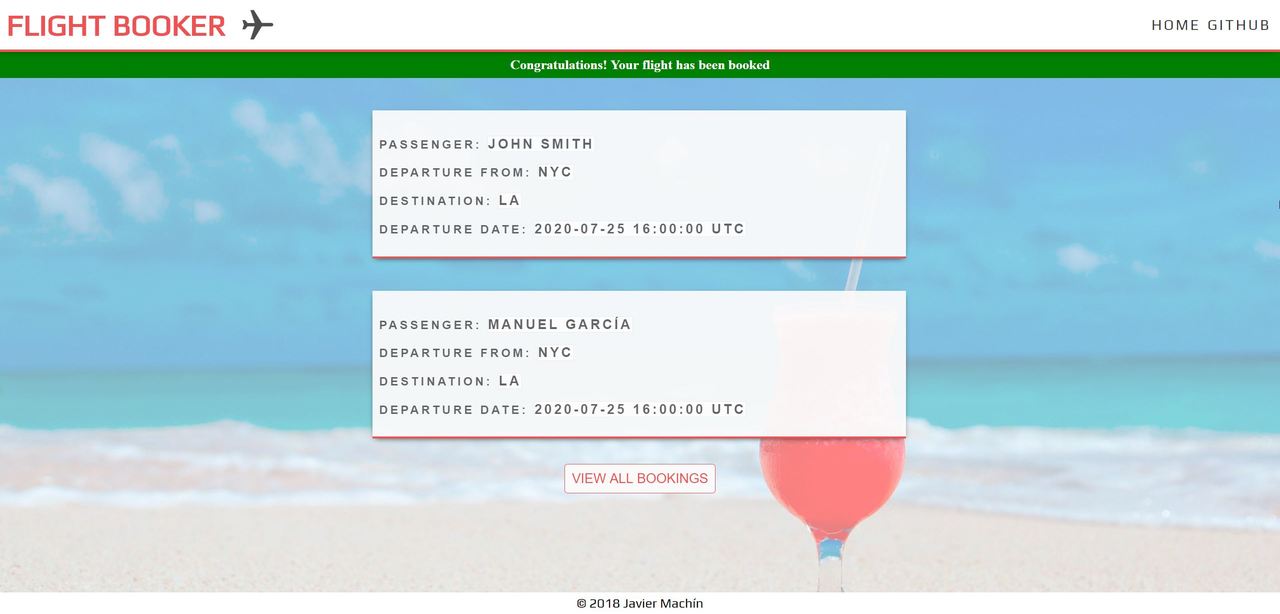 FLIGHT BOOKER
HOME GITHUB
Congratulations! Your flight has been booked
PASSENGER: JOHN SMITH
DEPARTURE FROM: NYC
DESTINATION: LA
DEPARTURE DATE: 2020-07-25 16:00:00 UTC
PASSENGER: MANUEL GARCÍA
DEPARTURE FROM: NYC
DESTINATION: LA
DEPARTURE DATE: 2020-07-25 16:00:00 UTC
VIEW ALL BOOKINGS
© 2018 Javier Machín